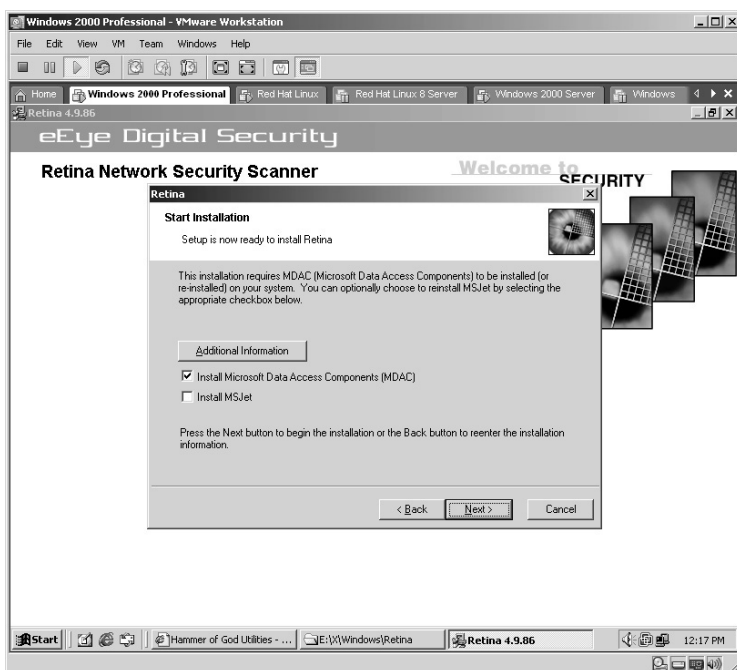 Windows 2000 Professional - VMware Workstation
File Edit View VM Team Windows Help
Home Windows 2000 Professional Red Hat Linux Red Hat Linux 8 Server Windows 2000 Server Windows
Retina 4.9.86
eEye Digital Security
Retina Network Security Scanner
Welcome to
SECURITY
Retina
Start Installation
Setup is now ready to install Retina
This installation requires MDAC (Microsoft Data Access Components) to be installed (or
re-installed) on your system. You can optionally choose to reinstall MSJet by selecting the
appropriate checkbox below.
Additional Information
Install Microsoft Data Access Components (MDAC)
Install MSJet
Press the Next button to begin the installation or the Back button to reenter the installation
information.
< Back Next > Cancel
Start Hammer of God Utilities - ... E:\X\Windows\Retina Retina 4.9.86 12:17 PM